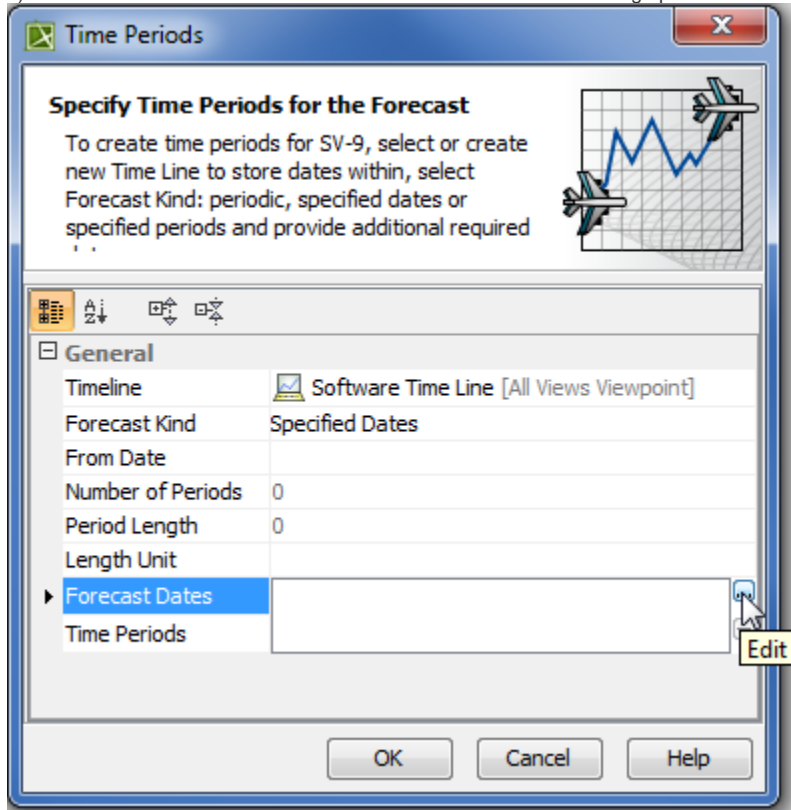 Time Periods
Specify Time Periods for the Forecast
To create time periods for SV-9, select or create
new Time Line to store dates within, select
Forecast Kind: periodic, specified dates or
specified periods and provide additional required
General
Timeline Software Time Line [All Views Viewpoint]
Forecast Kind Specified Dates
From Date
Number of Periods 0
Period Length 0
Length Unit
Forecast Dates ...
Time Periods
Edit
OK Cancel Help